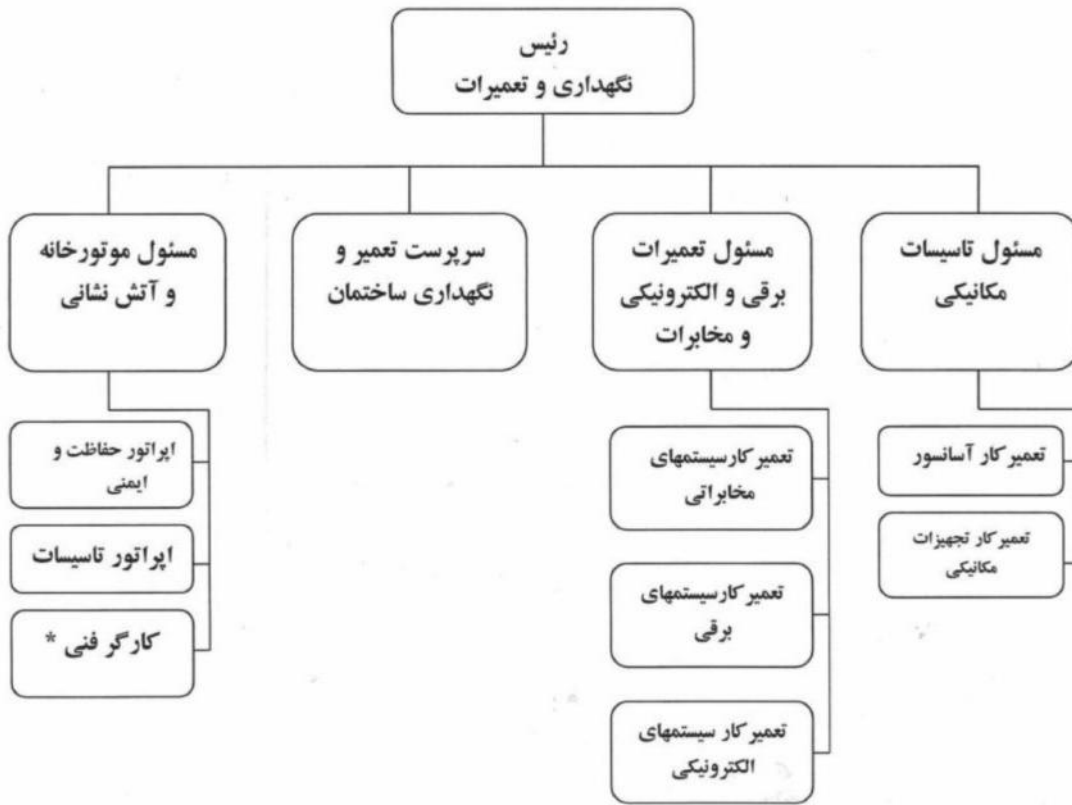 رئیس
نگهداری و تعمیرات
مسئول تاسیسات
مکانیکی
مسئول تعمیرات
برقی و الکترونیکی
و مخابرات
سرپرست تعمیر و
نگهداری ساختمان
مسئول موتورخانه
و آتش نشانی
تعمیرکار آسانسور
تعمیرکار تجهیزات
مکانیکی
تعمیرکارسیستمهای
مخابراتی
تعمیرکارسیستمهای
برقی
تعمیرکار سیستمهای
الکترونیکی
اپراتور حفاظت و
ایمنی
اپراتور تاسیسات
کارگر فنی *